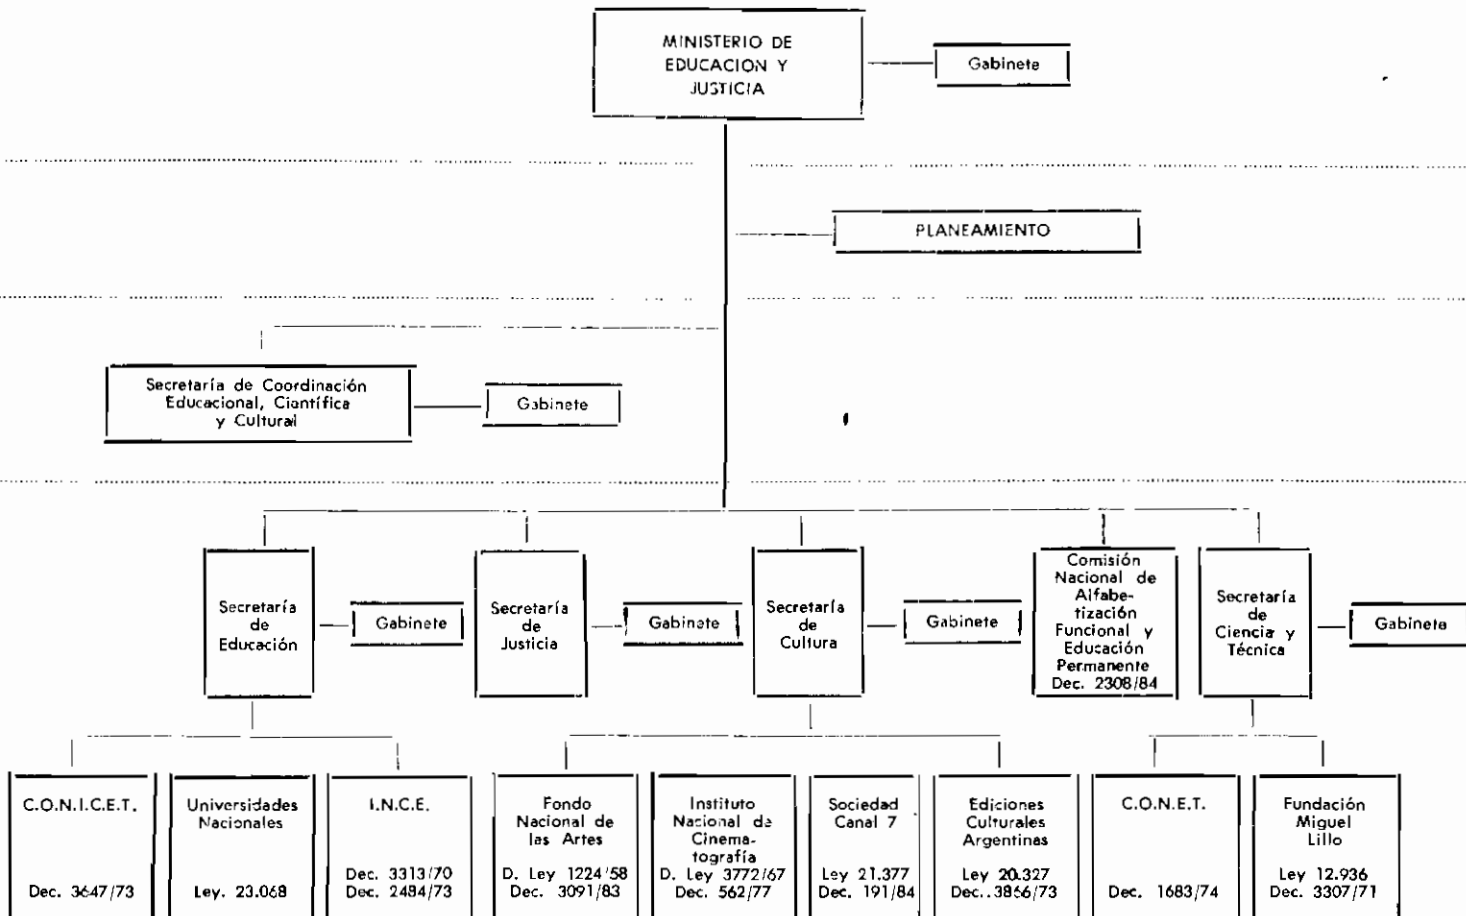 MINISTERIO DE
EDUCACION Y
JUSTICIA
Gabinete
PLANEAMIENTO
Secretaría de Coordinación
Educacional, Científica
y Cultural
Gabinete
Secretaría
de
Educación
Gabinete
Secretaría
de
Justicia
Gabinete
Secretaría
de
Cultura
Gabinete
Comisión
Nacional de
Alfabe-
tización
Funcional y
Educación
Permanente
Dec. 2308/84
Secretaría
de
Ciencia y
Técnica
Gabinete
C.O.N.I.C.E.T.
Dec. 3647/73
Universidades
Nacionales
Ley. 23.068
I.N.C.E.
Dec. 3313/70
Dec. 2484/73
Fondo
Nacional de
las Artes
D. Ley 1224/58
Dec. 3091/83
Instituto
Nacional de
Cinema-
tografía
D. Ley 3772/67
Dec. 562/77
Sociedad
Canal 7
Ley 21.377
Dec. 191/84
Ediciones
Culturales
Argentinas
Ley 20.327
Dec..3866/73
C.O.N.E.T.
Dec. 1683/74
Fundación
Miguel
Lillo
Ley 12.936
Dec. 3307/71